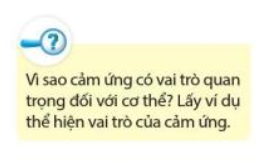 ?
Vì sao cảm ứng có vai trò quan
trọng đối với cơ thể? Lấy ví dụ
thể hiện vai trò của cảm ứng.